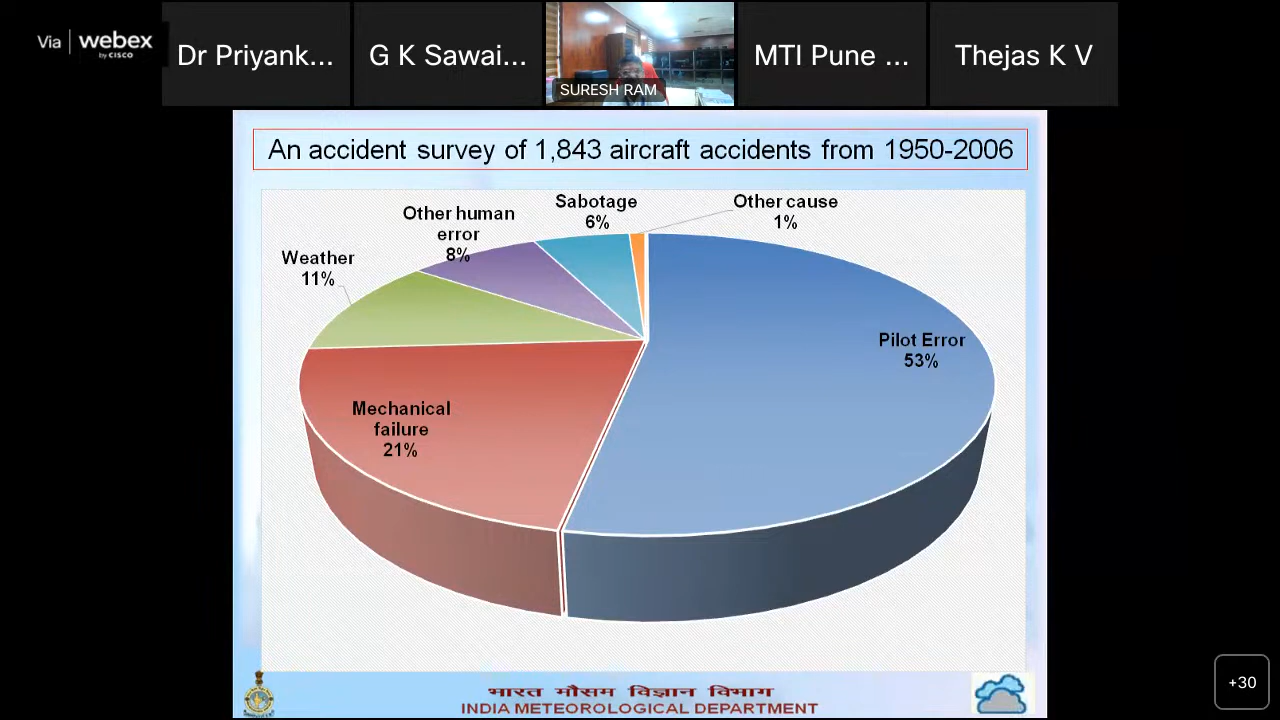 Via webex
by CISCO
Dr Priyank...
G K Sawai...
SURESH RAM
MTI Pune ...
Thejas K V
An accident survey of 1,843 aircraft accidents from 1950-2006
Sabotage
6%
Other cause
1%
Other human
error
8%
Weather
11%
Pilot Error
53%
Mechanical
failure
21%
भारत मौसम विज्ञान विभाग
INDIA METEOROLOGICAL DEPARTMENT
+30